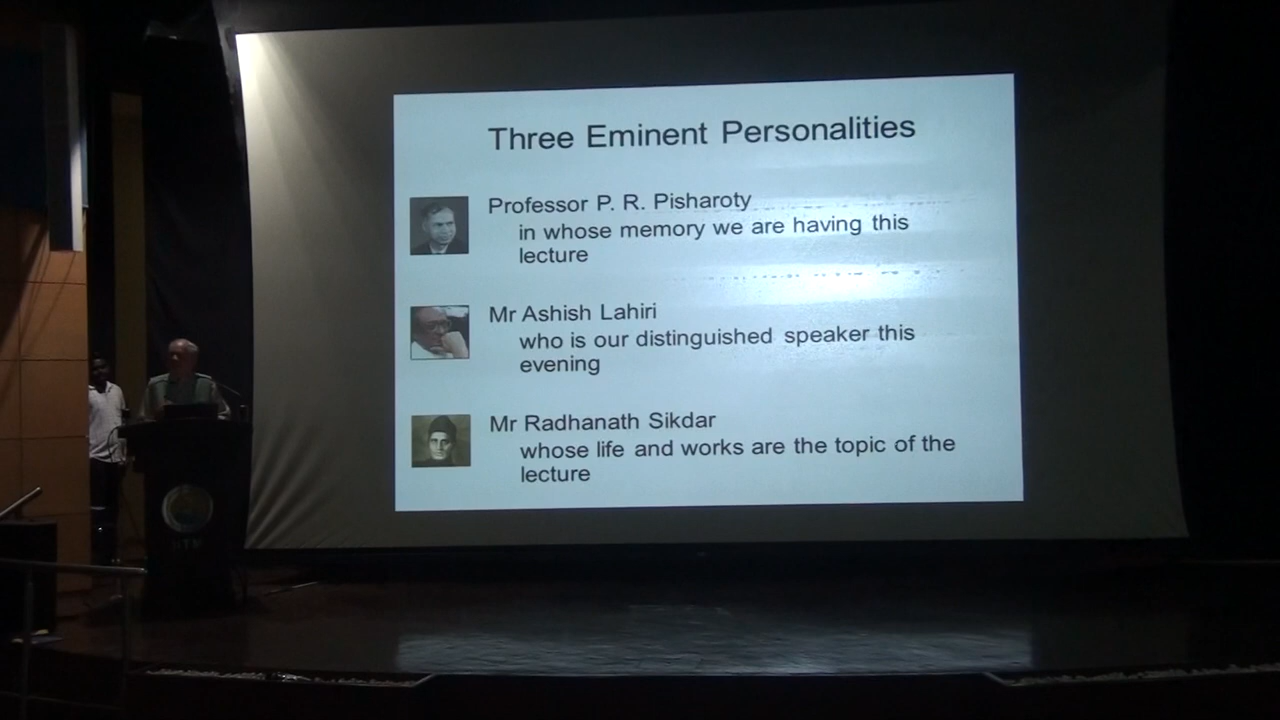 Three Eminent Personalities
Professor P. R. Pisharoty
in whose memory we are having this
lecture
Mr Ashish Lahiri
who is our distinguished speaker this
evening
Mr Radhanath Sikdar
whose life and works are the topic of the
lecture